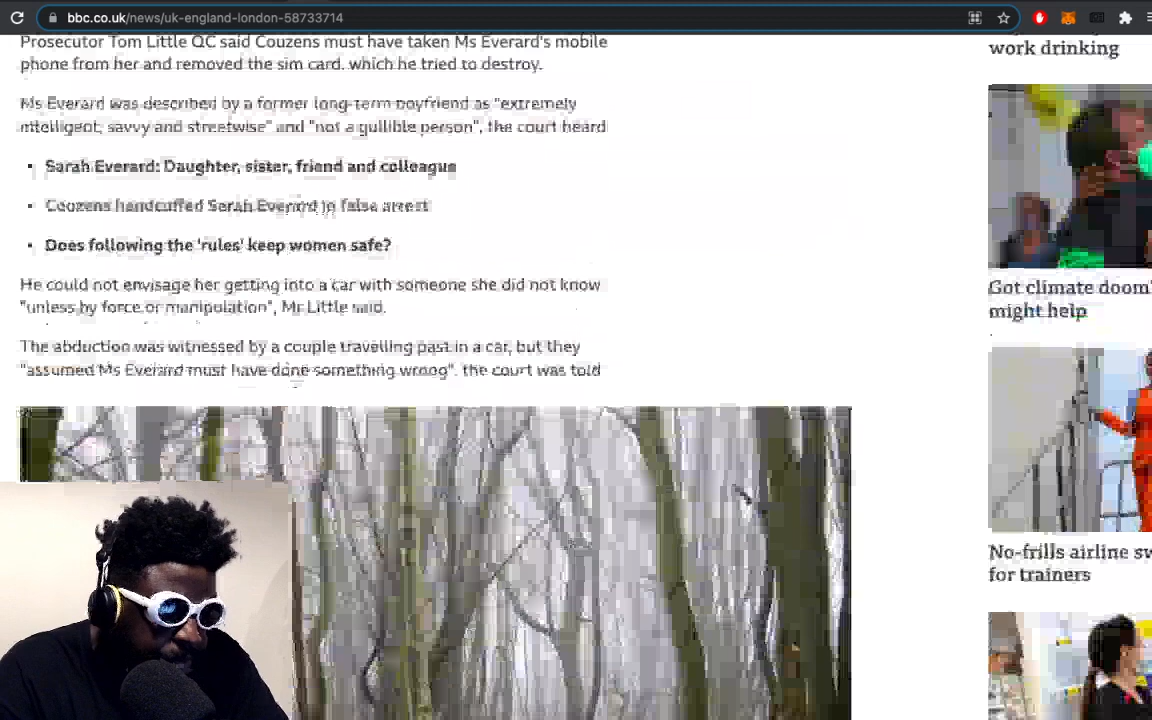 bbc.co.uk/news/uk-england-london-58733714
Prosecutor Tom Little QC said Couzens must have taken Ms Everard's mobile
phone from her and removed the sim card. which he tried to destroy.
Ms Everard was described by a former long-term boyfriend as "extremely
intelligent, savvy and streetwise" and "not a gullible person", the court heard
Sarah Everard: Daughter, sister, friend and colleague
Couzens handcuffed Sarah Everard in false arrest
Does following the 'rules' keep women safe?
He could not envisage her getting into a car with someone she did not know
"unless by force or manipulation", Mr Little said.
The abduction was witnessed by a couple travelling past in a car, but they
"assumed Ms Everard must have done something wrong". the court was told
work drinking
Got climate doom
might help
No-frills airline sw
for trainers